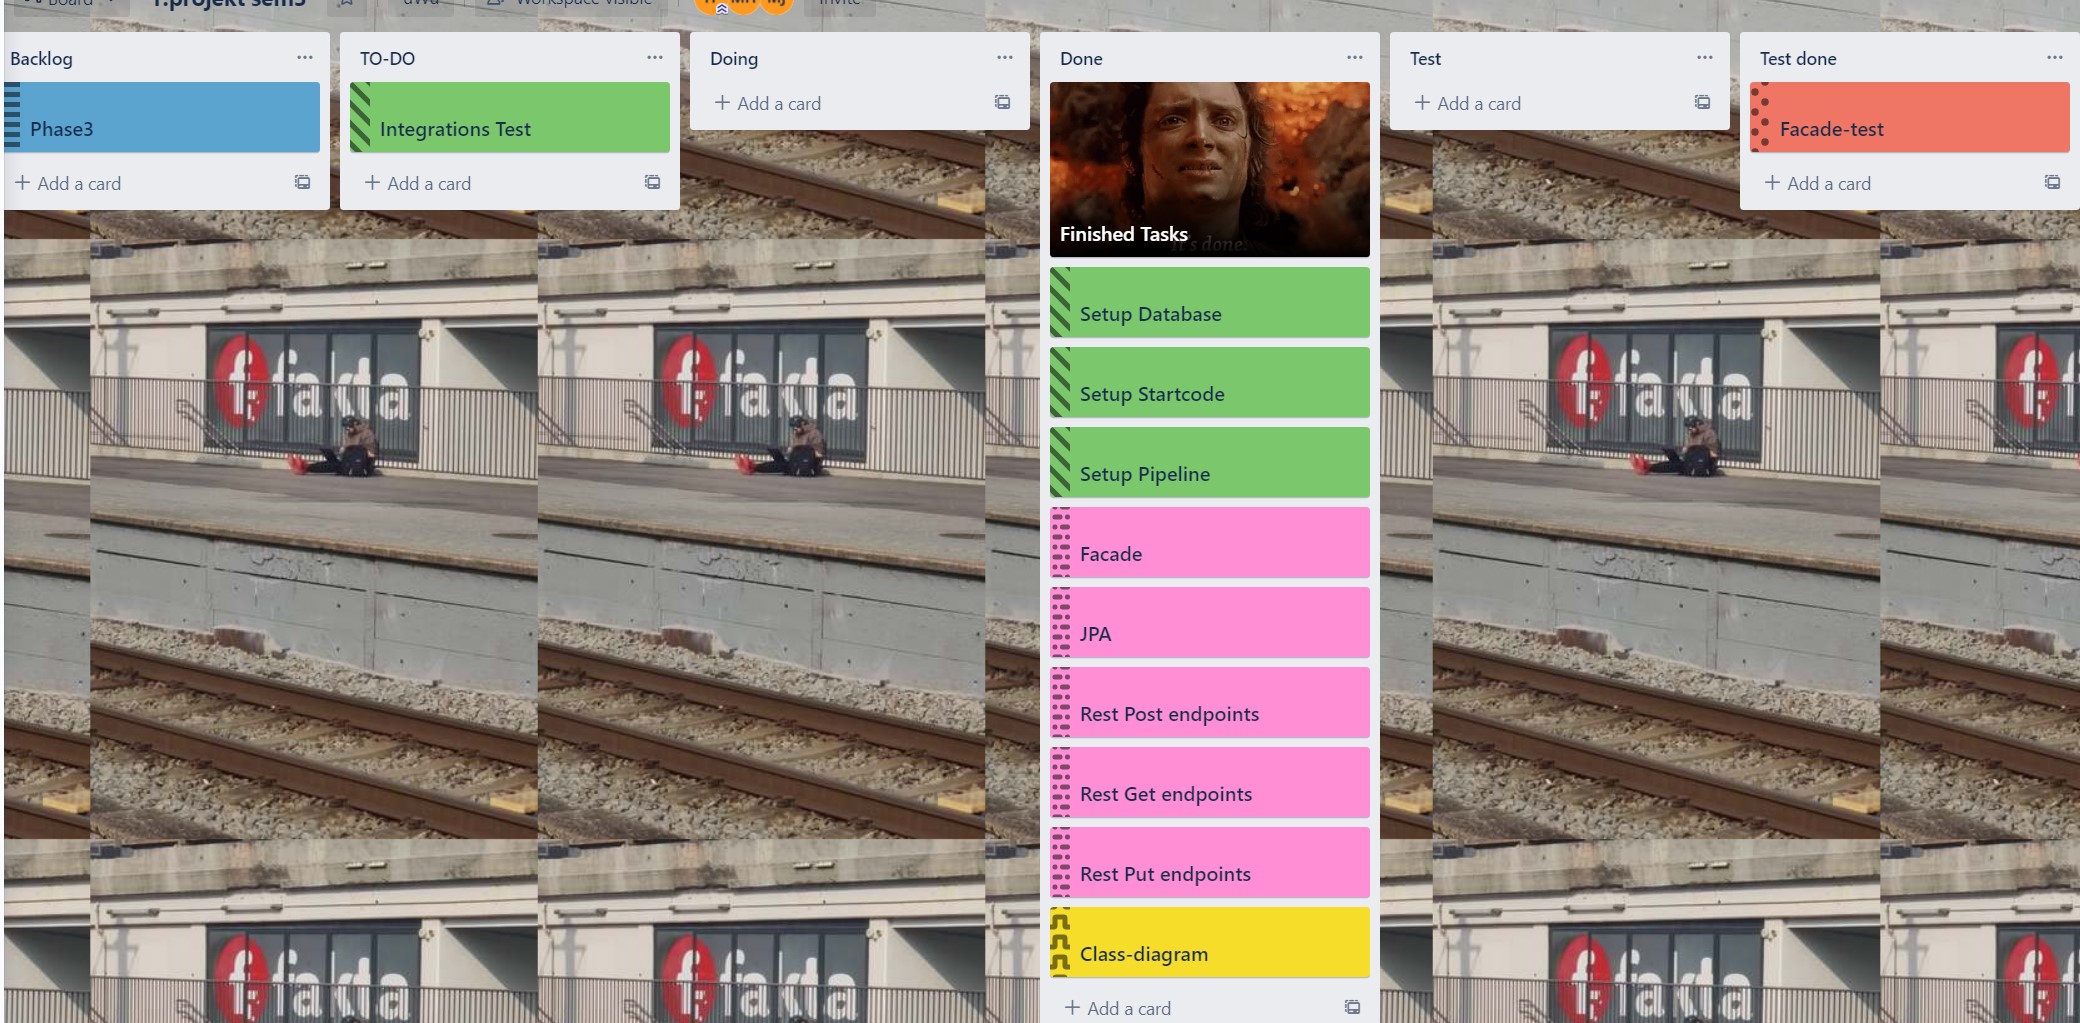 Board
1.projekt sem3
Workspace visible
Invite
Backlog
Phase3
+ Add a card
TO-DO
Integrations Test
+ Add a card
Doing
+ Add a card
Done
It's done.
Finished Tasks
Setup Database
Setup Startcode
Setup Pipeline
Facade
JPA
Rest Post endpoints
Rest Get endpoints
Rest Put endpoints
Class-diagram
+ Add a card
Test
+ Add a card
Test done
Facade-test
+ Add a card
fakta
fakta
fakta
fakta
fakta
fakta